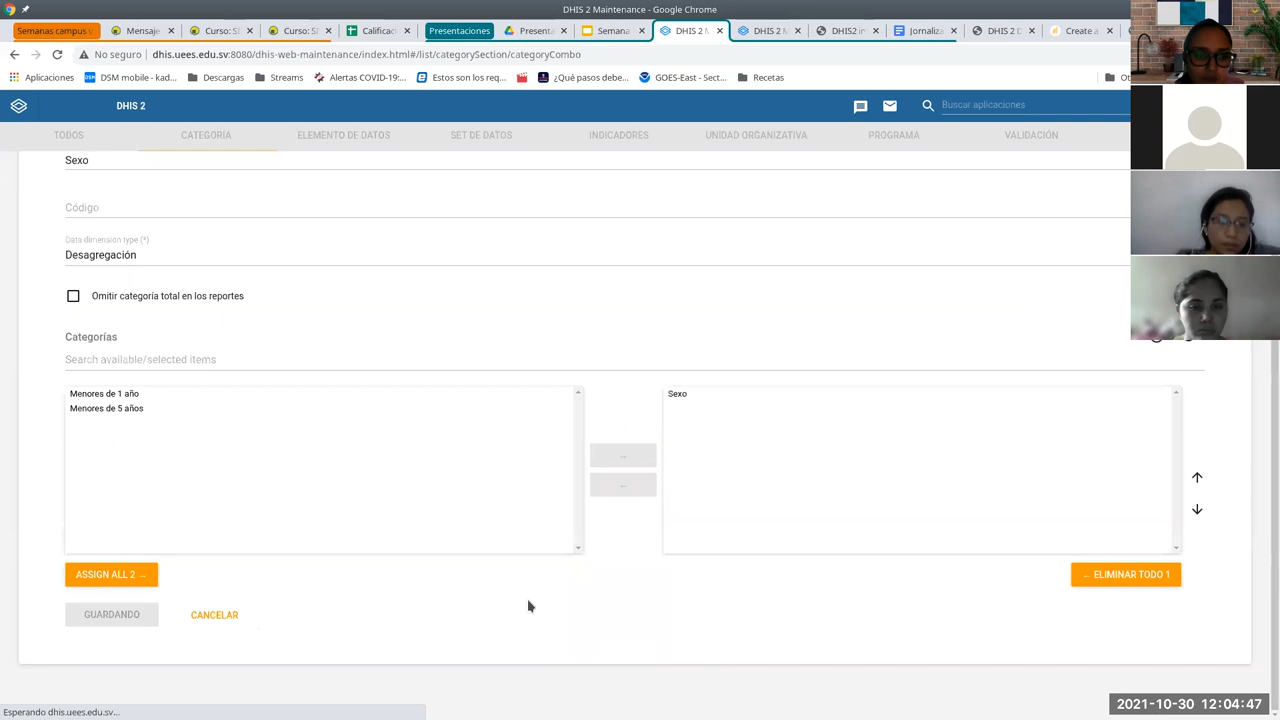 DHIS 2 Maintenance - Google Chrome
Semanas campus v
Mensaje
Curso: SI
Curso: SI
Calificac
Presentaciones
Present
Semana
DHIS2 M
DHIS 2 M
DHIS2 in
Jornaliza
DHIS 2 D
Create a
No seguro
dhis.uees.edu.sv:8080/dhis-web-maintenance/index.html#/list/categorySection/categoryCombo
Aplicaciones
DSM mobile - kad...
Descargas
Streams
Alertas COVID-19:...
Estos son los req...
¿Qué pasos debe...
GOES-East - Sect...
Recetas
DHIS 2
Buscar aplicaciones
TODOS
CATEGORÍA
ELEMENTO DE DATOS
SET DE DATOS
INDICADORES
UNIDAD ORGANIZATIVA
PROGRAMA
VALIDACIÓN
Sexo
Código
Data dimension type (*)
Desagregación
Omitir categoría total en los reportes
Categorías
Search available/selected items
Menores de 1 año
Menores de 5 años
Sexo
→
←
ASSIGN ALL 2 →
← ELIMINAR TODO 1
GUARDANDO
CANCELAR
Esperando dhis.uees.edu.sv...
2021-10-30 12:04:47